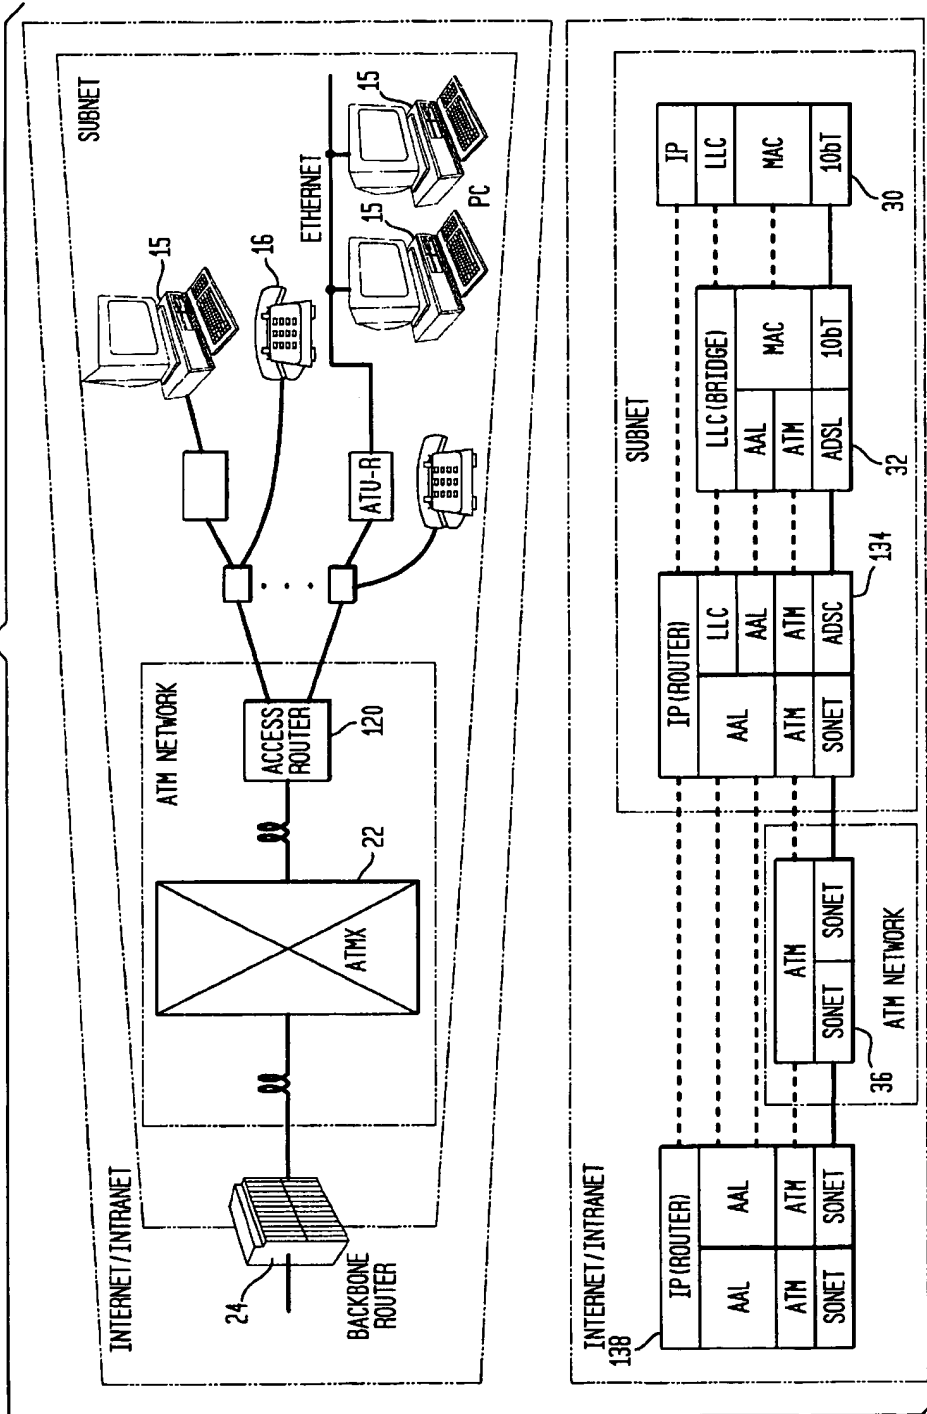 INTERNET/INTRANET
SUBNET
24
BACKBONE
ROUTER
ATM NETWORK
22
ATMX
ACCESS
ROUTER
120
15
16
ATU-R
ETHERNET
15
15
PC
INTERNET/INTRANET
138
IP(ROUTER)
AAL
AAL
ATM
ATM
SONET
SONET
ATM
SONET
SONET
36
ATM NETWORK
SUBNET
IP(ROUTER)
AAL
LLC
AAL
ATM
ATM
SONET
ADSC
134
LLC(BRIDGE)
AAL
MAC
ATM
ADSL
10bT
32
IP
LLC
MAC
10bT
30